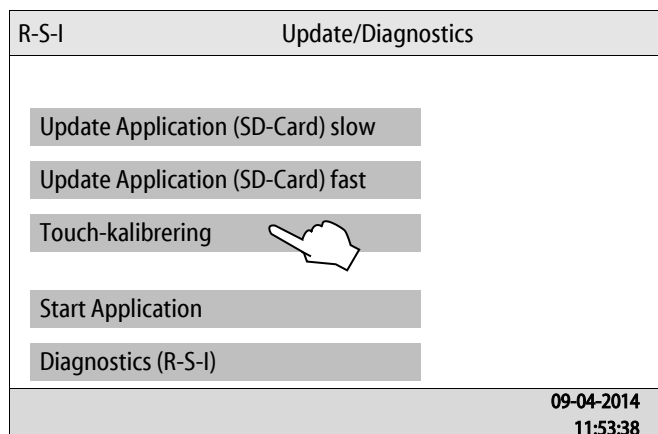 R-S-I Update/Diagnostics
Update Application (SD-Card) slow
Update Application (SD-Card) fast
Touch-kalibrering
Start Application
Diagnostics (R-S-I)
09-04-2014
11:53:38